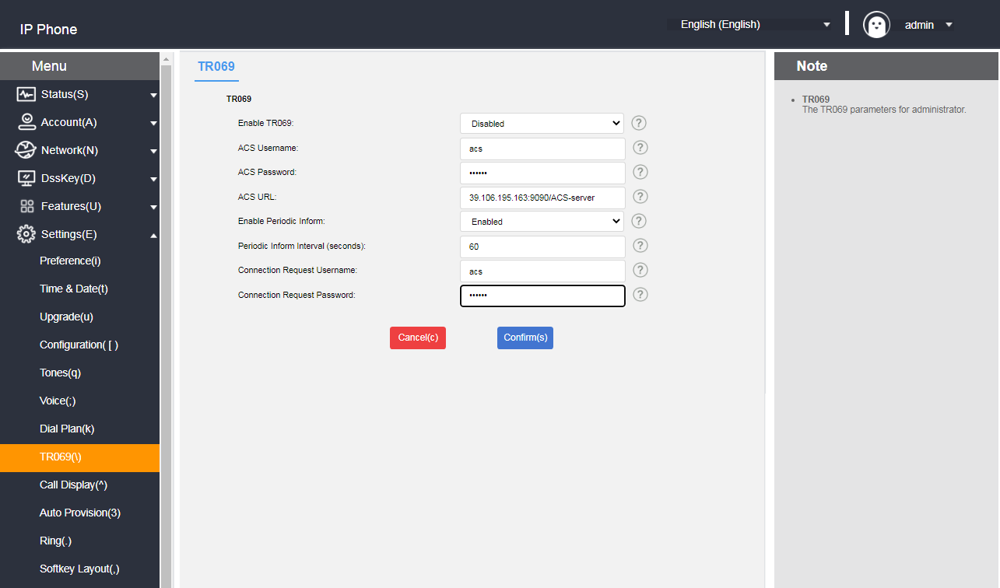 IP Phone
English (English)
admin
Menu
Status(S)
Account(A)
Network(N)
DssKey(D)
Features(U)
Settings(E)
Preference(i)
Time & Date(t)
Upgrade(u)
Configuration( [ )
Tones(q)
Voice(;)
Dial Plan(k)
TR069(\)
Call Display(^)
Auto Provision(3)
Ring(.)
Softkey Layout(,)
TR069
TR069
Enable TR069: Disabled ?
ACS Username: acs ?
ACS Password: •••••• ?
ACS URL: 39.106.195.163:9090/ACS-server ?
Enable Periodic Inform: Enabled ?
Periodic Inform Interval (seconds): 60 ?
Connection Request Username: acs ?
Connection Request Password: •••••• ?
Cancel(c) Confirm(s)
Note
• TR069
The TR069 parameters for administrator.